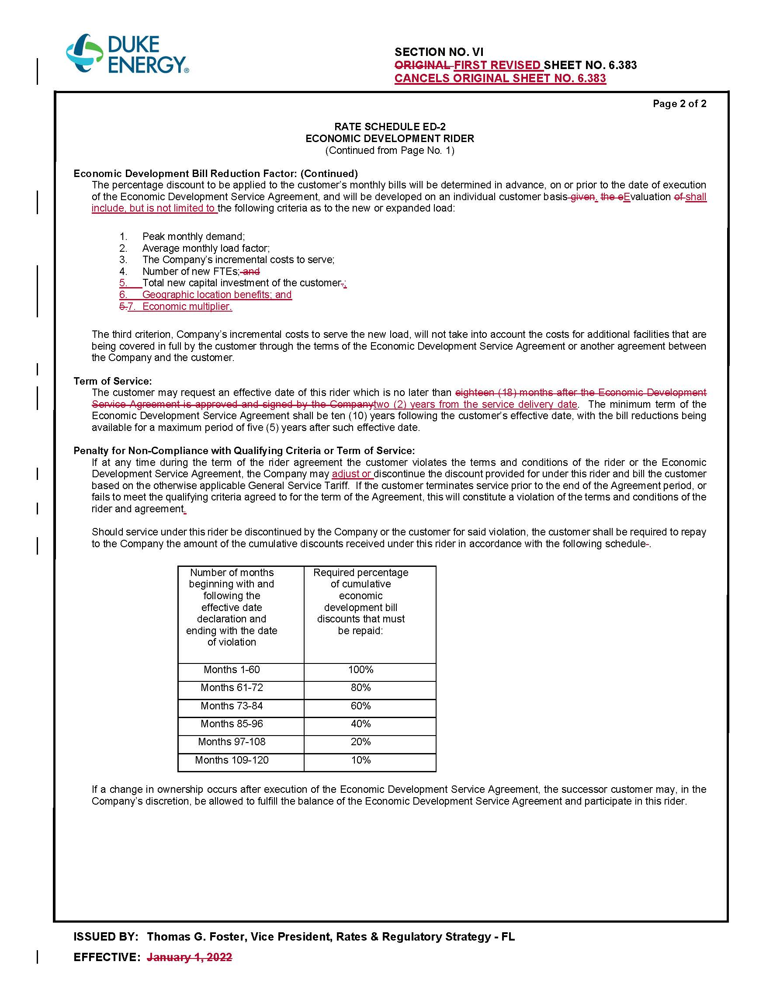 DUKE
ENERGY®
SECTION NO. VI
ORIGINAL FIRST REVISED SHEET NO. 6.383
CANCELS ORIGINAL SHEET NO. 6.383
Page 2 of 2
RATE SCHEDULE ED-2
ECONOMIC DEVELOPMENT RIDER
(Continued from Page No. 1)
Economic Development Bill Reduction Factor: (Continued)
The percentage discount to be applied to the customer’s monthly bills will be determined in advance, on or prior to the date of execution
of the Economic Development Service Agreement, and will be developed on an individual customer basis given. the eEvaluation of shall
include, but is not limited to the following criteria as to the new or expanded load:
1. Peak monthly demand;
2. Average monthly load factor;
3. The Company’s incremental costs to serve;
4. Number of new FTEs; and
5. Total new capital investment of the customer.;
6. Geographic location benefits; and
5.7. Economic multiplier.
The third criterion, Company’s incremental costs to serve the new load, will not take into account the costs for additional facilities that are
being covered in full by the customer through the terms of the Economic Development Service Agreement or another agreement between
the Company and the customer.
Term of Service:
The customer may request an effective date of this rider which is no later than eighteen (18) months after the Economic Development
Service Agreement is approved and signed by the Companytwo (2) years from the service delivery date. The minimum term of the
Economic Development Service Agreement shall be ten (10) years following the customer’s effective date, with the bill reductions being
available for a maximum period of five (5) years after such effective date.
Penalty for Non-Compliance with Qualifying Criteria or Term of Service:
If at any time during the term of the rider agreement the customer violates the terms and conditions of the rider or the Economic
Development Service Agreement, the Company may adjust or discontinue the discount provided for under this rider and bill the customer
based on the otherwise applicable General Service Tariff. If the customer terminates service prior to the end of the Agreement period, or
fails to meet the qualifying criteria agreed to for the term of the Agreement, this will constitute a violation of the terms and conditions of the
rider and agreement.
Should service under this rider be discontinued by the Company or the customer for said violation, the customer shall be required to repay
to the Company the amount of the cumulative discounts received under this rider in accordance with the following schedule .
Number of months
beginning with and
following the
effective date
declaration and
ending with the date
of violation
Required percentage
of cumulative
economic
development bill
discounts that must
be repaid:
Months 1-60 100%
Months 61-72 80%
Months 73-84 60%
Months 85-96 40%
Months 97-108 20%
Months 109-120 10%
If a change in ownership occurs after execution of the Economic Development Service Agreement, the successor customer may, in the
Company’s discretion, be allowed to fulfill the balance of the Economic Development Service Agreement and participate in this rider.
ISSUED BY: Thomas G. Foster, Vice President, Rates & Regulatory Strategy - FL
EFFECTIVE: January 1, 2022